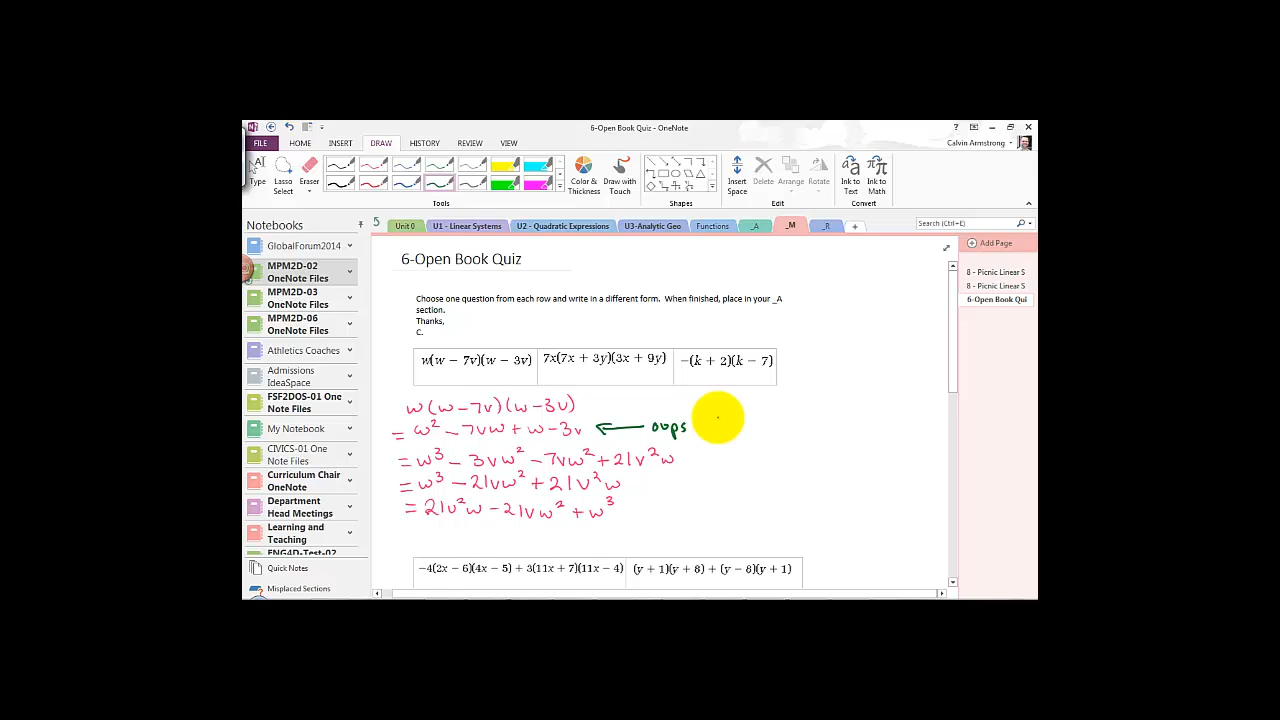 6-Open Book Quiz - OneNote
FILE HOME INSERT DRAW HISTORY REVIEW VIEW
Calvin Armstrong
Type
Lasso Select
Eraser
Color & Thickness
Draw with Touch
Insert Space
Delete
Arrange
Rotate
Ink to Text
Ink to Math
Tools Shapes Edit Convert
Notebooks
5 Unit 0 U1 - Linear Systems U2 - Quadratic Expressions U3-Analytic Geo Functions _A _M _R
Search (Ctrl+E)
GlobalForum2014
MPM2D-02
OneNote Files
MPM2D-03
OneNote Files
MPM2D-06
OneNote Files
Athletics Coaches
Admissions
IdeaSpace
FSF2DOS-01 One
Note Files
My Notebook
CIVICS-01 One
Note Files
Curriculum Chair
OneNote
Department
Head Meetings
Learning and
Teaching
ENG4D-Test-02
Quick Notes
Misplaced Sections
6-Open Book Quiz
Choose one question from each row and write in a different form. When finished, place in your _A
section.
Thanks,
C.
w(w − 7v)(w − 3v) 7x(7x + 3y)(3x + 9y) −(k + 2)(k − 7)
w(w-7v)(w-3v)
= w² - 7vw + w - 3v ← oups
= w³ - 3vw² - 7vw² + 21v²w
= w³ - 21vw² + 21v²w
= 21v²w - 21vw² + w³
−4(2x − 6)(4x − 5) + 3(11x + 7)(11x − 4) (y + 1)(y + 8) + (y − 8)(y + 1)
Add Page
8 - Picnic Linear S
8 - Picnic Linear S
6-Open Book Qui